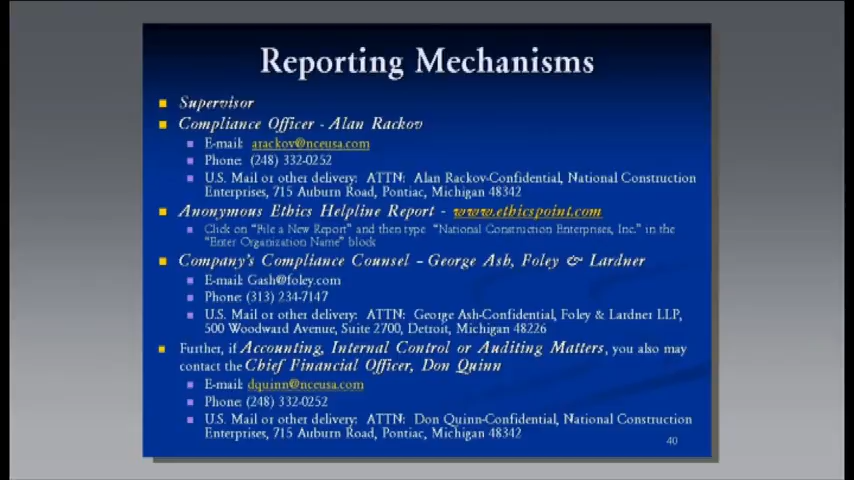 Reporting Mechanisms
Supervisor
Compliance Officer - Alan Rackov
E-mail: arackov@nceusa.com
Phone: (248) 332-0252
U.S. Mail or other delivery: ATTN: Alan Rackov-Confidential, National Construction
Enterprises, 715 Auburn Road, Pontiac, Michigan 48342
Anonymous Ethics Helpline Report - www.ethicspoint.com
Click on "File a New Report" and then type "National Construction Enterprises, Inc." in the
"Enter Organization Name" block
Company's Compliance Counsel - George Ash, Foley & Lardner
E-mail: Gash@foley.com
Phone: (313) 234-7147
U.S. Mail or other delivery: ATTN: George Ash-Confidential, Foley & Lardner LLP,
500 Woodward Avenue, Suite 2700, Detroit, Michigan 48226
Further, if Accounting, Internal Control or Auditing Matters, you also may
contact the Chief Financial Officer, Don Quinn
E-mail: dquinn@nceusa.com
Phone: (248) 332-0252
U.S. Mail or other delivery: ATTN: Don Quinn-Confidential, National Construction
Enterprises, 715 Auburn Road, Pontiac, Michigan 48342
40